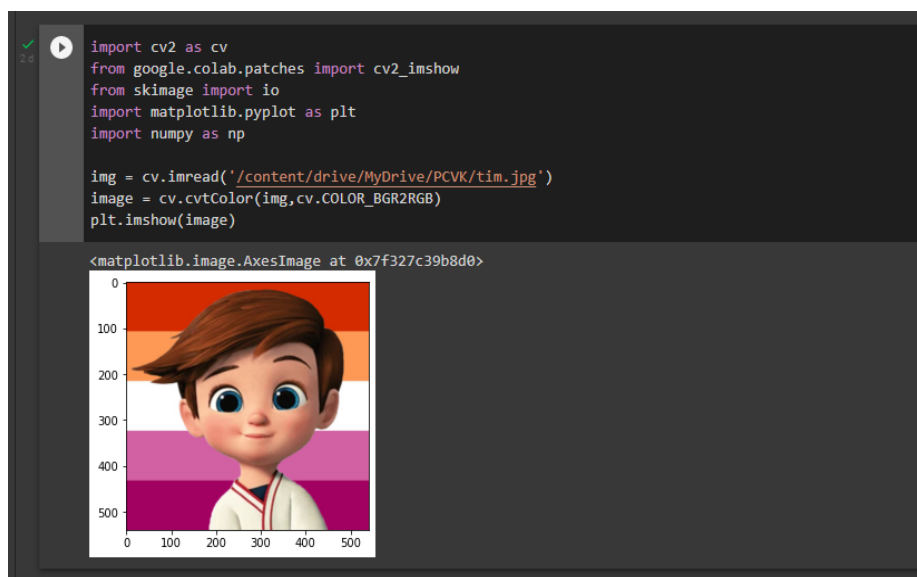 import cv2 as cv
2d
from google.colab.patches import cv2_imshow
from skimage import io
import matplotlib.pyplot as plt
import numpy as np
img = cv.imread('/content/drive/MyDrive/PCVK/tim.jpg')
image = cv.cvtColor(img,cv.COLOR_BGR2RGB)
plt.imshow(image)
<matplotlib.image.AxesImage at 0x7f327c39b8d0>
0
100
200
300
400
500
0 100 200 300 400 500